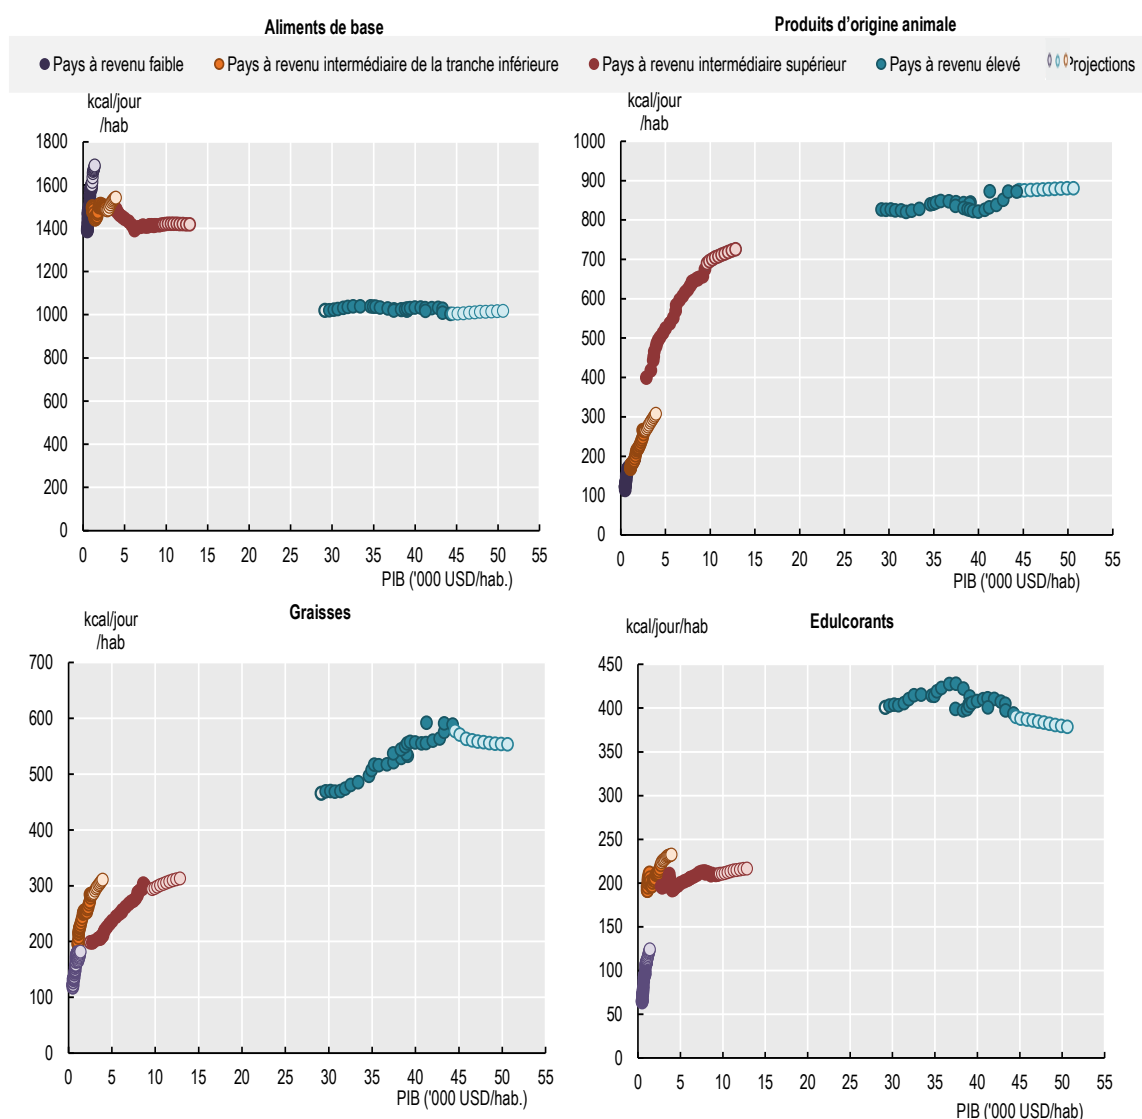 Aliments de base
Produits d'origine animale
Pays à revenu faible
Pays à revenu intermédiaire de la tranche inférieure
Pays à revenu intermédiaire supérieur
Pays à revenu élevé
Projections
kcal/jour
/hab
1800
1600
1400
1200
1000
800
600
400
200
0
0 5 10 15 20 25 30 35 40 45 50 55
PIB ('000 USD/hab.)
kcal/jour
/hab
1000
900
800
700
600
500
400
300
200
100
0
0 5 10 15 20 25 30 35 40 45 50 55
PIB ('000 USD/hab)
Graisses
kcal/jour
/hab
700
600
500
400
300
200
100
0
0 5 10 15 20 25 30 35 40 45 50 55
PIB ('000 USD/hab.)
Edulcorants
kcal/jour/hab
450
400
350
300
250
200
150
100
50
0
0 5 10 15 20 25 30 35 40 45 50 55
PIB ('000 USD/hab)